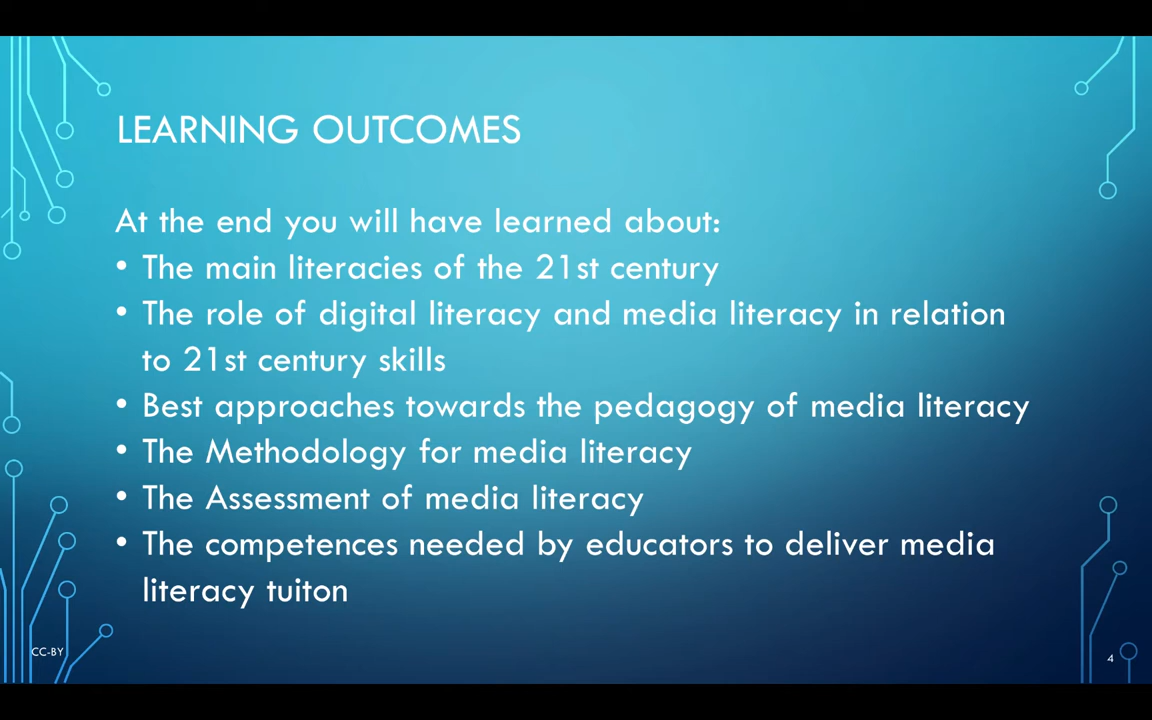 LEARNING OUTCOMES
At the end you will have learned about:
• The main literacies of the 21st century
• The role of digital literacy and media literacy in relation
to 21st century skills
• Best approaches towards the pedagogy of media literacy
• The Methodology for media literacy
• The Assessment of media literacy
• The competences needed by educators to deliver media
literacy tuiton
CC-BY
4